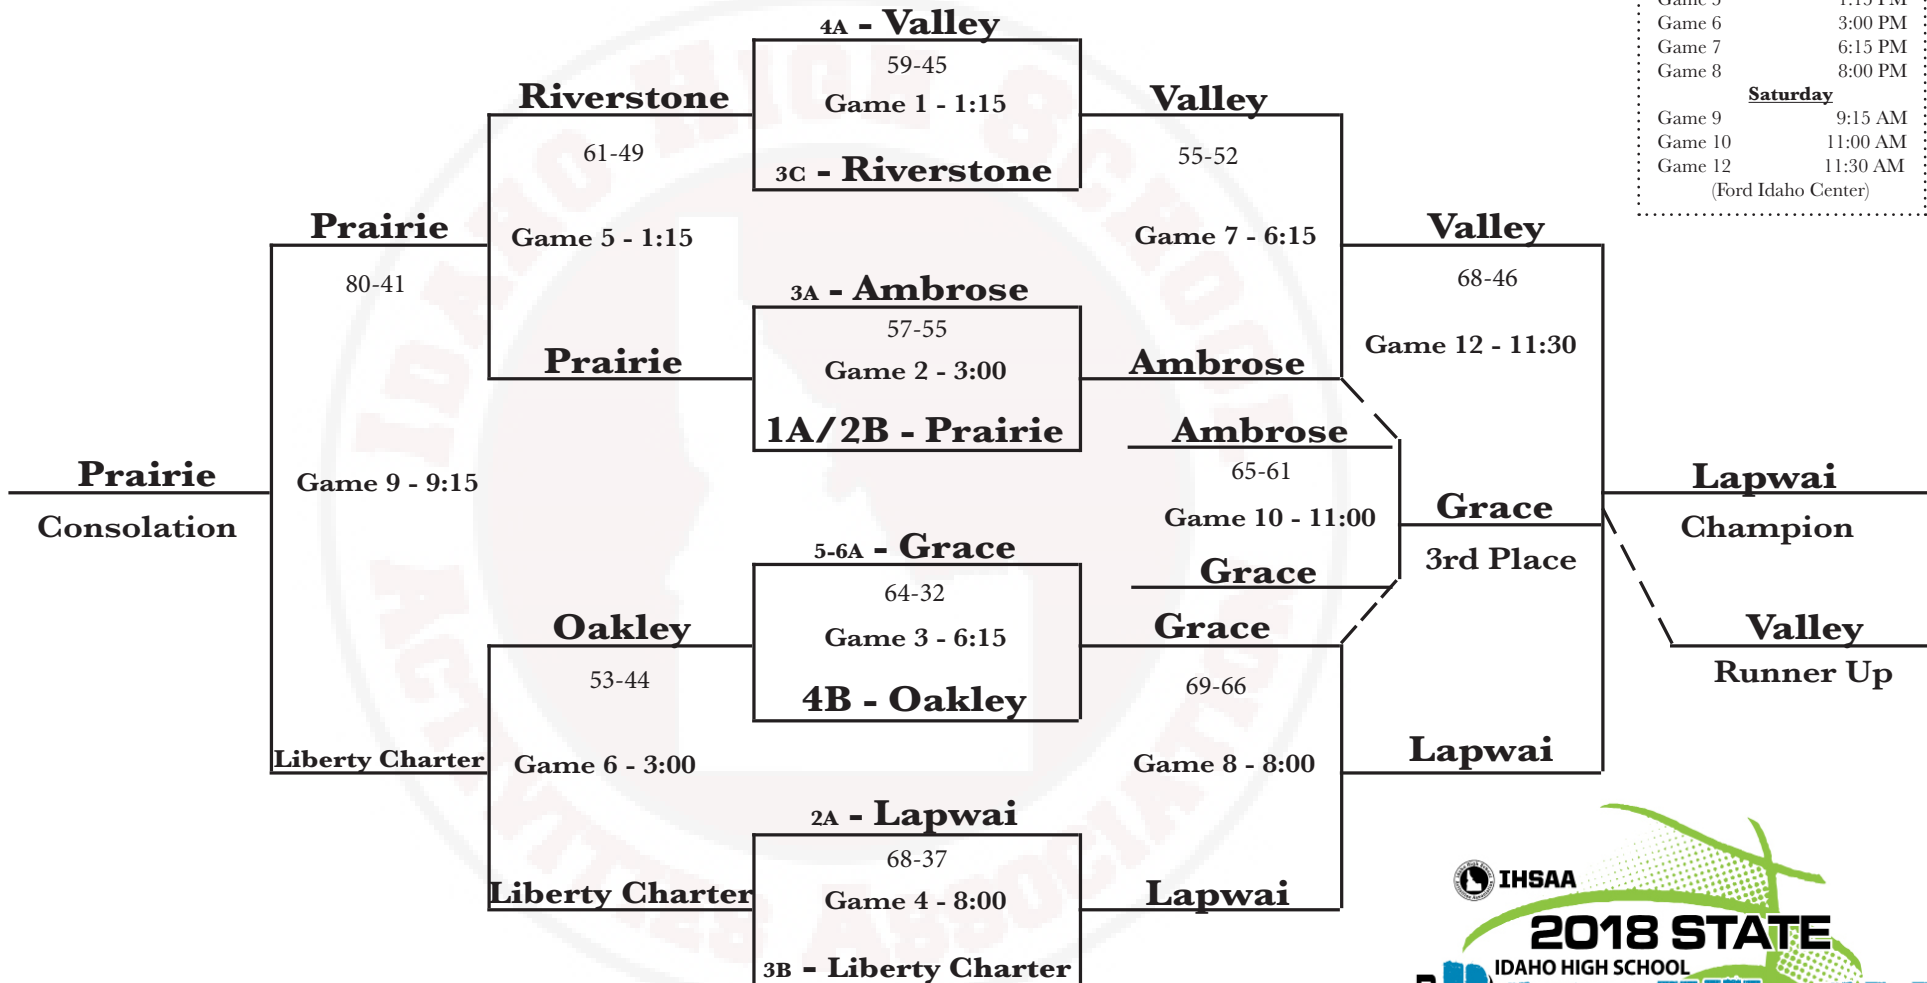 4A - Valley
59-45
Game 1 - 1:15
3C - Riverstone
Riverstone
61-49
Game 5 - 1:15
Valley
55-52
Game 7 - 6:15
Game 6 3:00 PM
Game 7 6:15 PM
Game 8 8:00 PM
Saturday
Game 9 9:15 AM
Game 10 11:00 AM
Game 12 11:30 AM
(Ford Idaho Center)
Prairie
80-41
Game 9 - 9:15
3A - Ambrose
57-55
Game 2 - 3:00
1A/2B - Prairie
Prairie
Ambrose
Valley
68-46
Game 12 - 11:30
Ambrose
65-61
Game 10 - 11:00
Grace
Grace
3rd Place
Prairie
Consolation
Lapwai
Champion
Valley
Runner Up
5-6A - Grace
64-32
Game 3 - 6:15
4B - Oakley
Oakley
53-44
Game 6 - 3:00
Grace
69-66
Game 8 - 8:00
Liberty Charter
Lapwai
2A - Lapwai
68-37
Game 4 - 8:00
3B - Liberty Charter
Liberty Charter
Lapwai
IDAHO HIGH SCHOOL
ACTIVITIES ASSOCIATION
IHSAA
2018 STATE
IDAHO HIGH SCHOOL